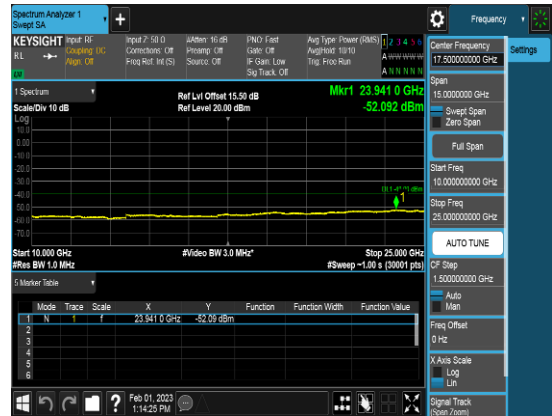 Spectrum Analyzer 1
Swept SA
+
Frequency
KEYSIGHT
RL
Input: RF
Coupling: DC
Align: Off
Input Z: 50 Ω
Corrections: Off
Freq Ref: Int (S)
#Atten: 16 dB
Preamp: Off
Source: Off
PNO: Fast
Gate: Off
IF Gain: Low
Sig Track: Off
Avg Type: Power (RMS)
Avg|Hold: 10/10
Trig: Free Run
1 2 3 4 5 6
A W W W W W
A N N N N N
LW
Center Frequency
17.500000000 GHz
Settings
Span
15.0000000 GHz
Swept Span
Zero Span
Full Span
Start Freq
10.000000000 GHz
Stop Freq
25.000000000 GHz
AUTO TUNE
CF Step
1.500000000 GHz
Auto
Man
Freq Offset
0 Hz
X Axis Scale
Log
Lin
Signal Track
(Span Zoom)
1 Spectrum
Scale/Div 10 dB
Ref Lvl Offset 15.50 dB
Ref Level 20.00 dBm
Mkr1 23.941 0 GHz
-52.092 dBm
Log
10.0
0.00
-10.0
-20.0
-30.0
-40.0
-50.0
-60.0
-70.0
1
Start 10.000 GHz
#Res BW 1.0 MHz
#Video BW 3.0 MHz*
Stop 25.000 GHz
#Sweep ~1.00 s (30001 pts)
5 Marker Table
Mode Trace Scale X Y Function Function Width Function Value
1 N 1 f 23.941 0 GHz -52.09 dBm
2
3
4
5
6
?
Feb 01, 2023
1:14:25 PM